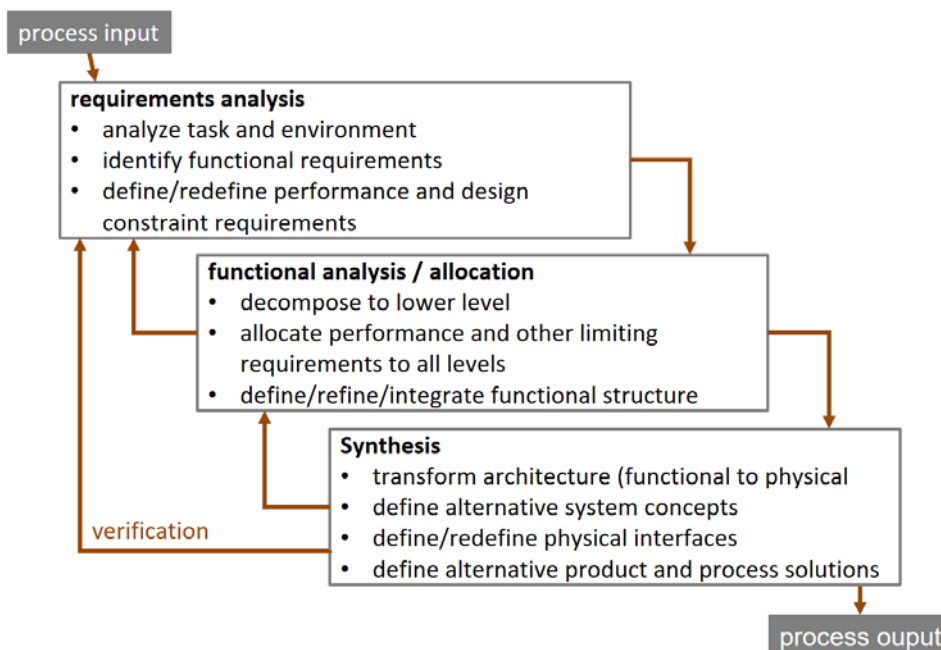 process input
requirements analysis
• analyze task and environment
• identify functional requirements
• define/redefine performance and design
constraint requirements
functional analysis / allocation
• decompose to lower level
• allocate performance and other limiting
requirements to all levels
• define/refine/integrate functional structure
Synthesis
• transform architecture (functional to physical
• define alternative system concepts
• define/redefine physical interfaces
• define alternative product and process solutions
verification
process ouput